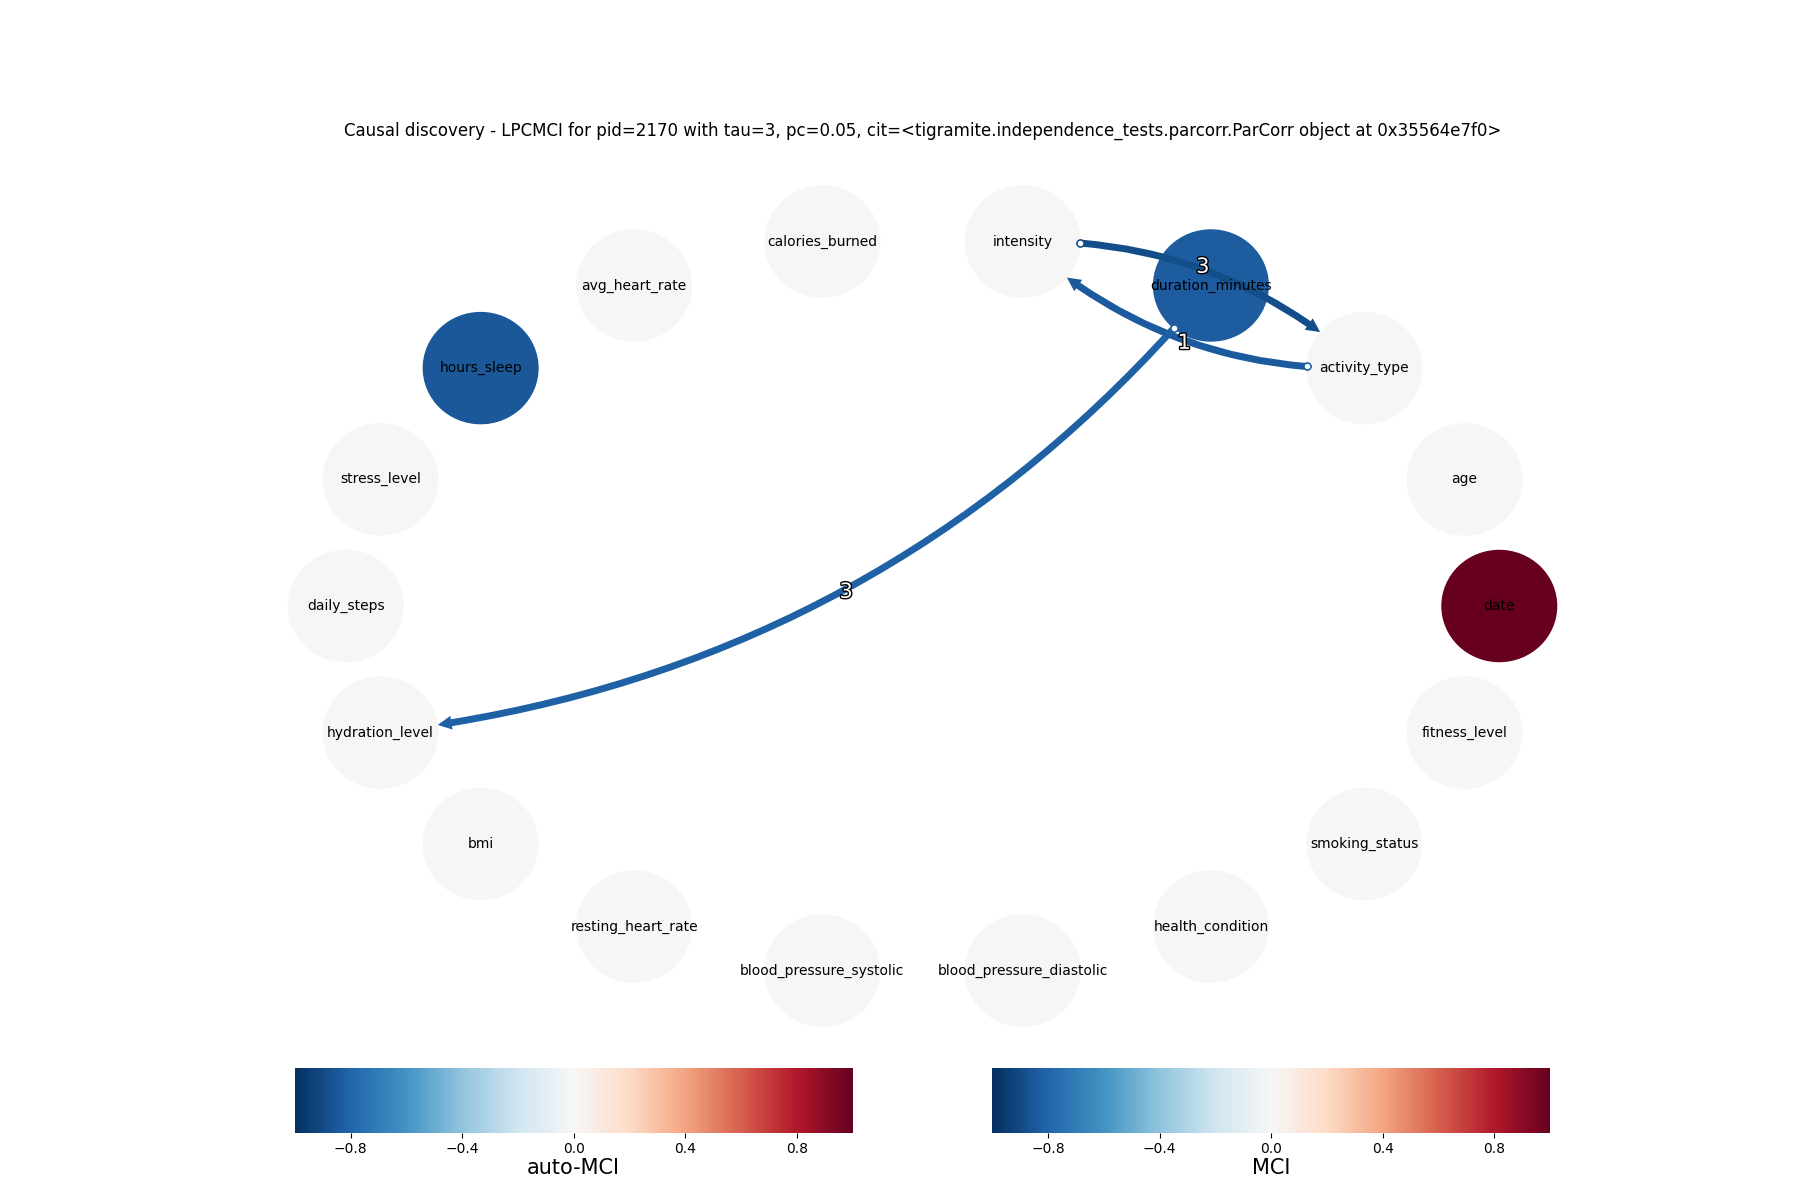 Causal discovery - LPCMCI for pid=2170 with tau=3, pc=0.05, cit=<tigramite.independence_tests.parcorr.ParCorr object at 0x35564e7f0>
calories_burned
intensity
3
avg_heart_rate
duration_minutes
1
hours_sleep
activity_type
stress_level
age
3
daily_steps
date
hydration_level
fitness_level
bmi
smoking_status
resting_heart_rate
health_condition
blood_pressure_systolic
blood_pressure_diastolic
−0.8 −0.4 0.0 0.4 0.8
auto-MCI
−0.8 −0.4 0.0 0.4 0.8
MCI